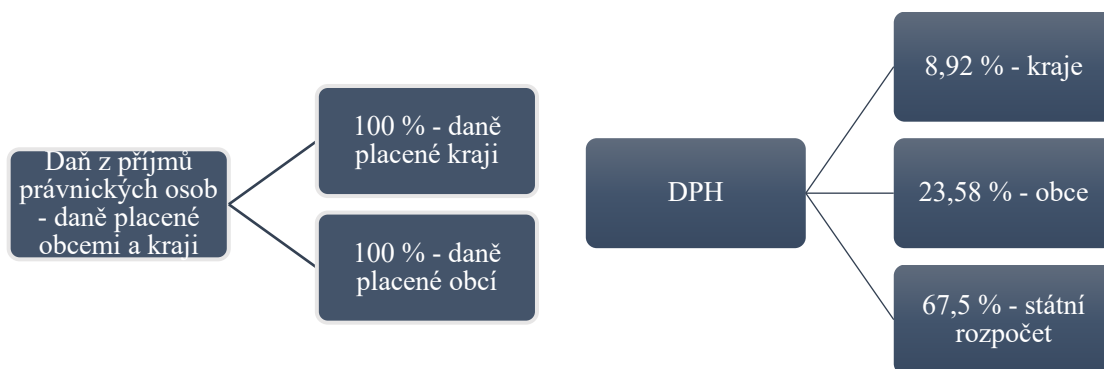 Daň z příjmů
právnických osob
- daně placené
obcemi a kraji
100 % - daně
placené kraji
100 % - daně
placené obcí
DPH
8,92 % - kraje
23,58 % - obce
67,5 % - státní
rozpočet